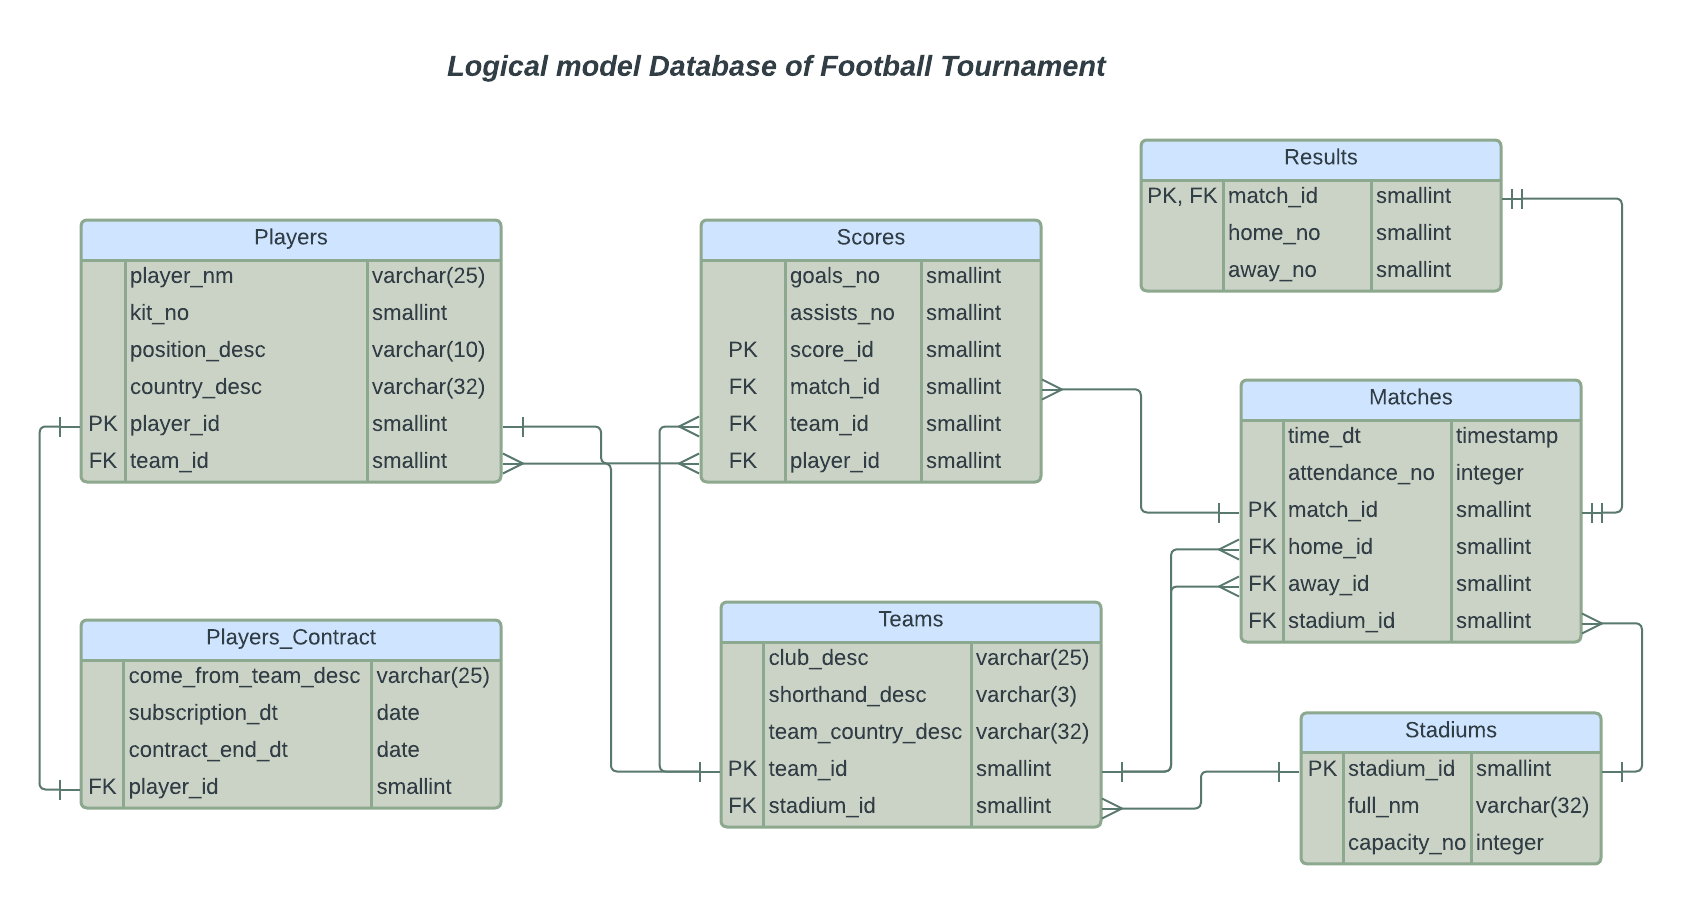 Logical model Database of Football Tournament
Results
PK, FK match_id smallint
home_no smallint
away_no smallint
Players
player_nm varchar(25)
kit_no smallint
position_desc varchar(10)
country_desc varchar(32)
PK player_id smallint
FK team_id smallint
Scores
goals_no smallint
assists_no smallint
PK score_id smallint
FK match_id smallint
FK team_id smallint
FK player_id smallint
Matches
time_dt timestamp
attendance_no integer
PK match_id smallint
FK home_id smallint
FK away_id smallint
FK stadium_id smallint
Players_Contract
come_from_team_desc varchar(25)
subscription_dt date
contract_end_dt date
FK player_id smallint
Teams
club_desc varchar(25)
shorthand_desc varchar(3)
team_country_desc varchar(32)
PK team_id smallint
FK stadium_id smallint
Stadiums
PK stadium_id smallint
full_nm varchar(32)
capacity_no integer